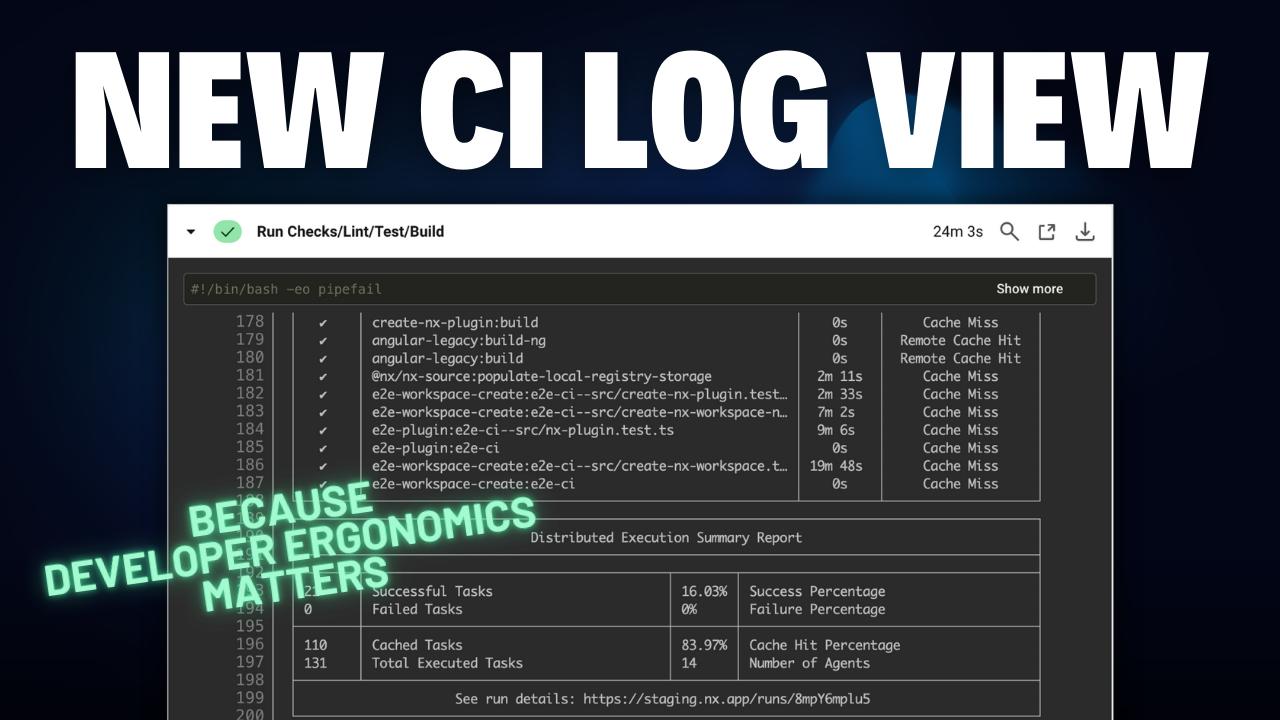 NEW CI LOG VIEW
Run Checks/Lint/Test/Build 24m 3s
#!/bin/bash -eo pipefail Show more
178 ✔ create-nx-plugin:build 0s Cache Miss
179 ✔ angular-legacy:build-ng 0s Remote Cache Hit
180 ✔ angular-legacy:build 0s Remote Cache Hit
181 ✔ @nx/nx-source:populate-local-registry-storage 2m 11s Cache Miss
182 ✔ e2e-workspace-create:e2e-ci--src/create-nx-plugin.test… 2m 33s Cache Miss
183 ✔ e2e-workspace-create:e2e-ci--src/create-nx-workspace-n… 7m 2s Cache Miss
184 ✔ e2e-plugin:e2e-ci--src/nx-plugin.test.ts 9m 6s Cache Miss
185 ✔ e2e-plugin:e2e-ci 0s Cache Miss
186 ✔ e2e-workspace-create:e2e-ci--src/create-nx-workspace.t… 19m 48s Cache Miss
187 ✔ e2e-workspace-create:e2e-ci 0s Cache Miss
BECAUSE
DEVELOPER ERGONOMICS
MATTERS
Distributed Execution Summary Report
Successful Tasks 16.03% Success Percentage
194 0 Failed Tasks 0% Failure Percentage
195
196 110 Cached Tasks 83.97% Cache Hit Percentage
197 131 Total Executed Tasks 14 Number of Agents
198
199 See run details: https://staging.nx.app/runs/8mpY6mplu5
200